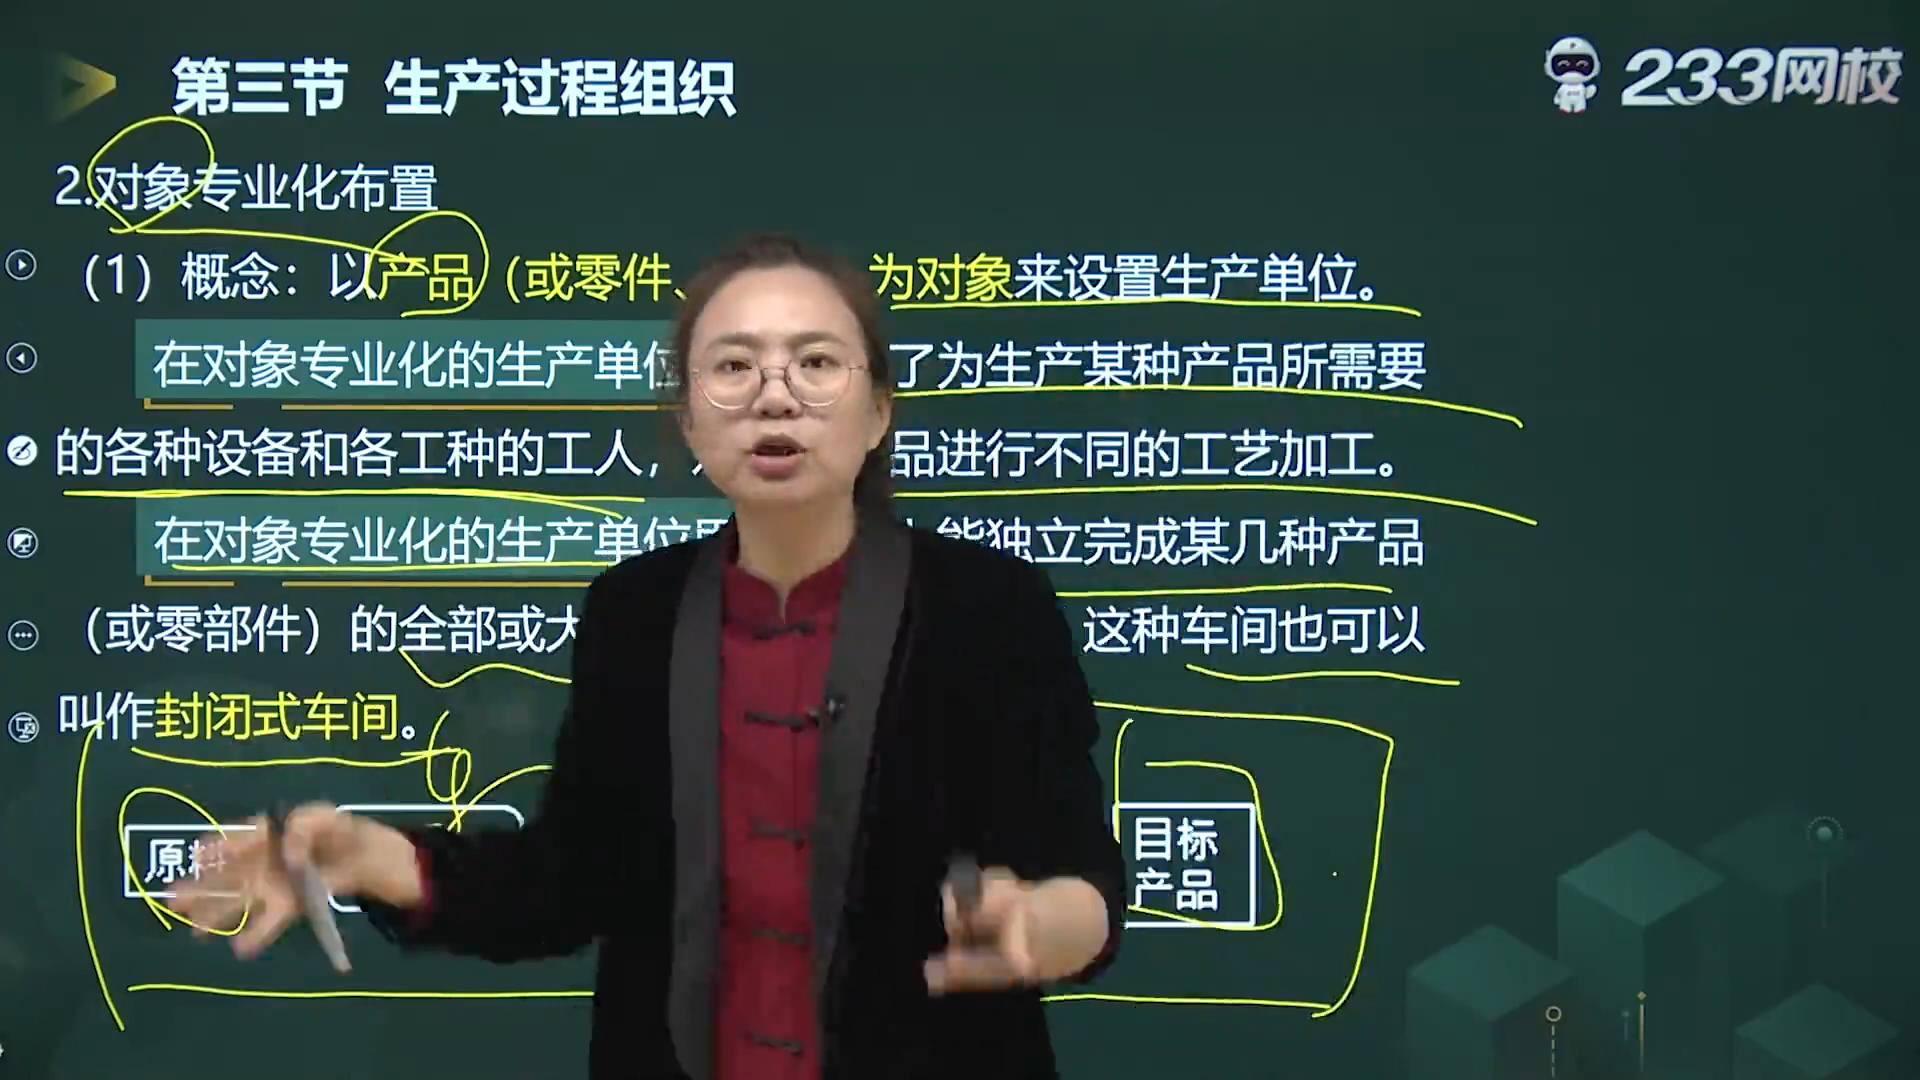 第三节 生产过程组织
233网校
2.对象专业化布置
（1）概念：以产品（或零件、 为对象来设置生产单位。
在对象专业化的生产单位 了为生产某种产品所需要
的各种设备和各工种的工人， 品进行不同的工艺加工。
在对象专业化的生产单位 能独立完成某几种产品
（或零部件）的全部或大 这种车间也可以
叫作封闭式车间。
原料
目标
产品